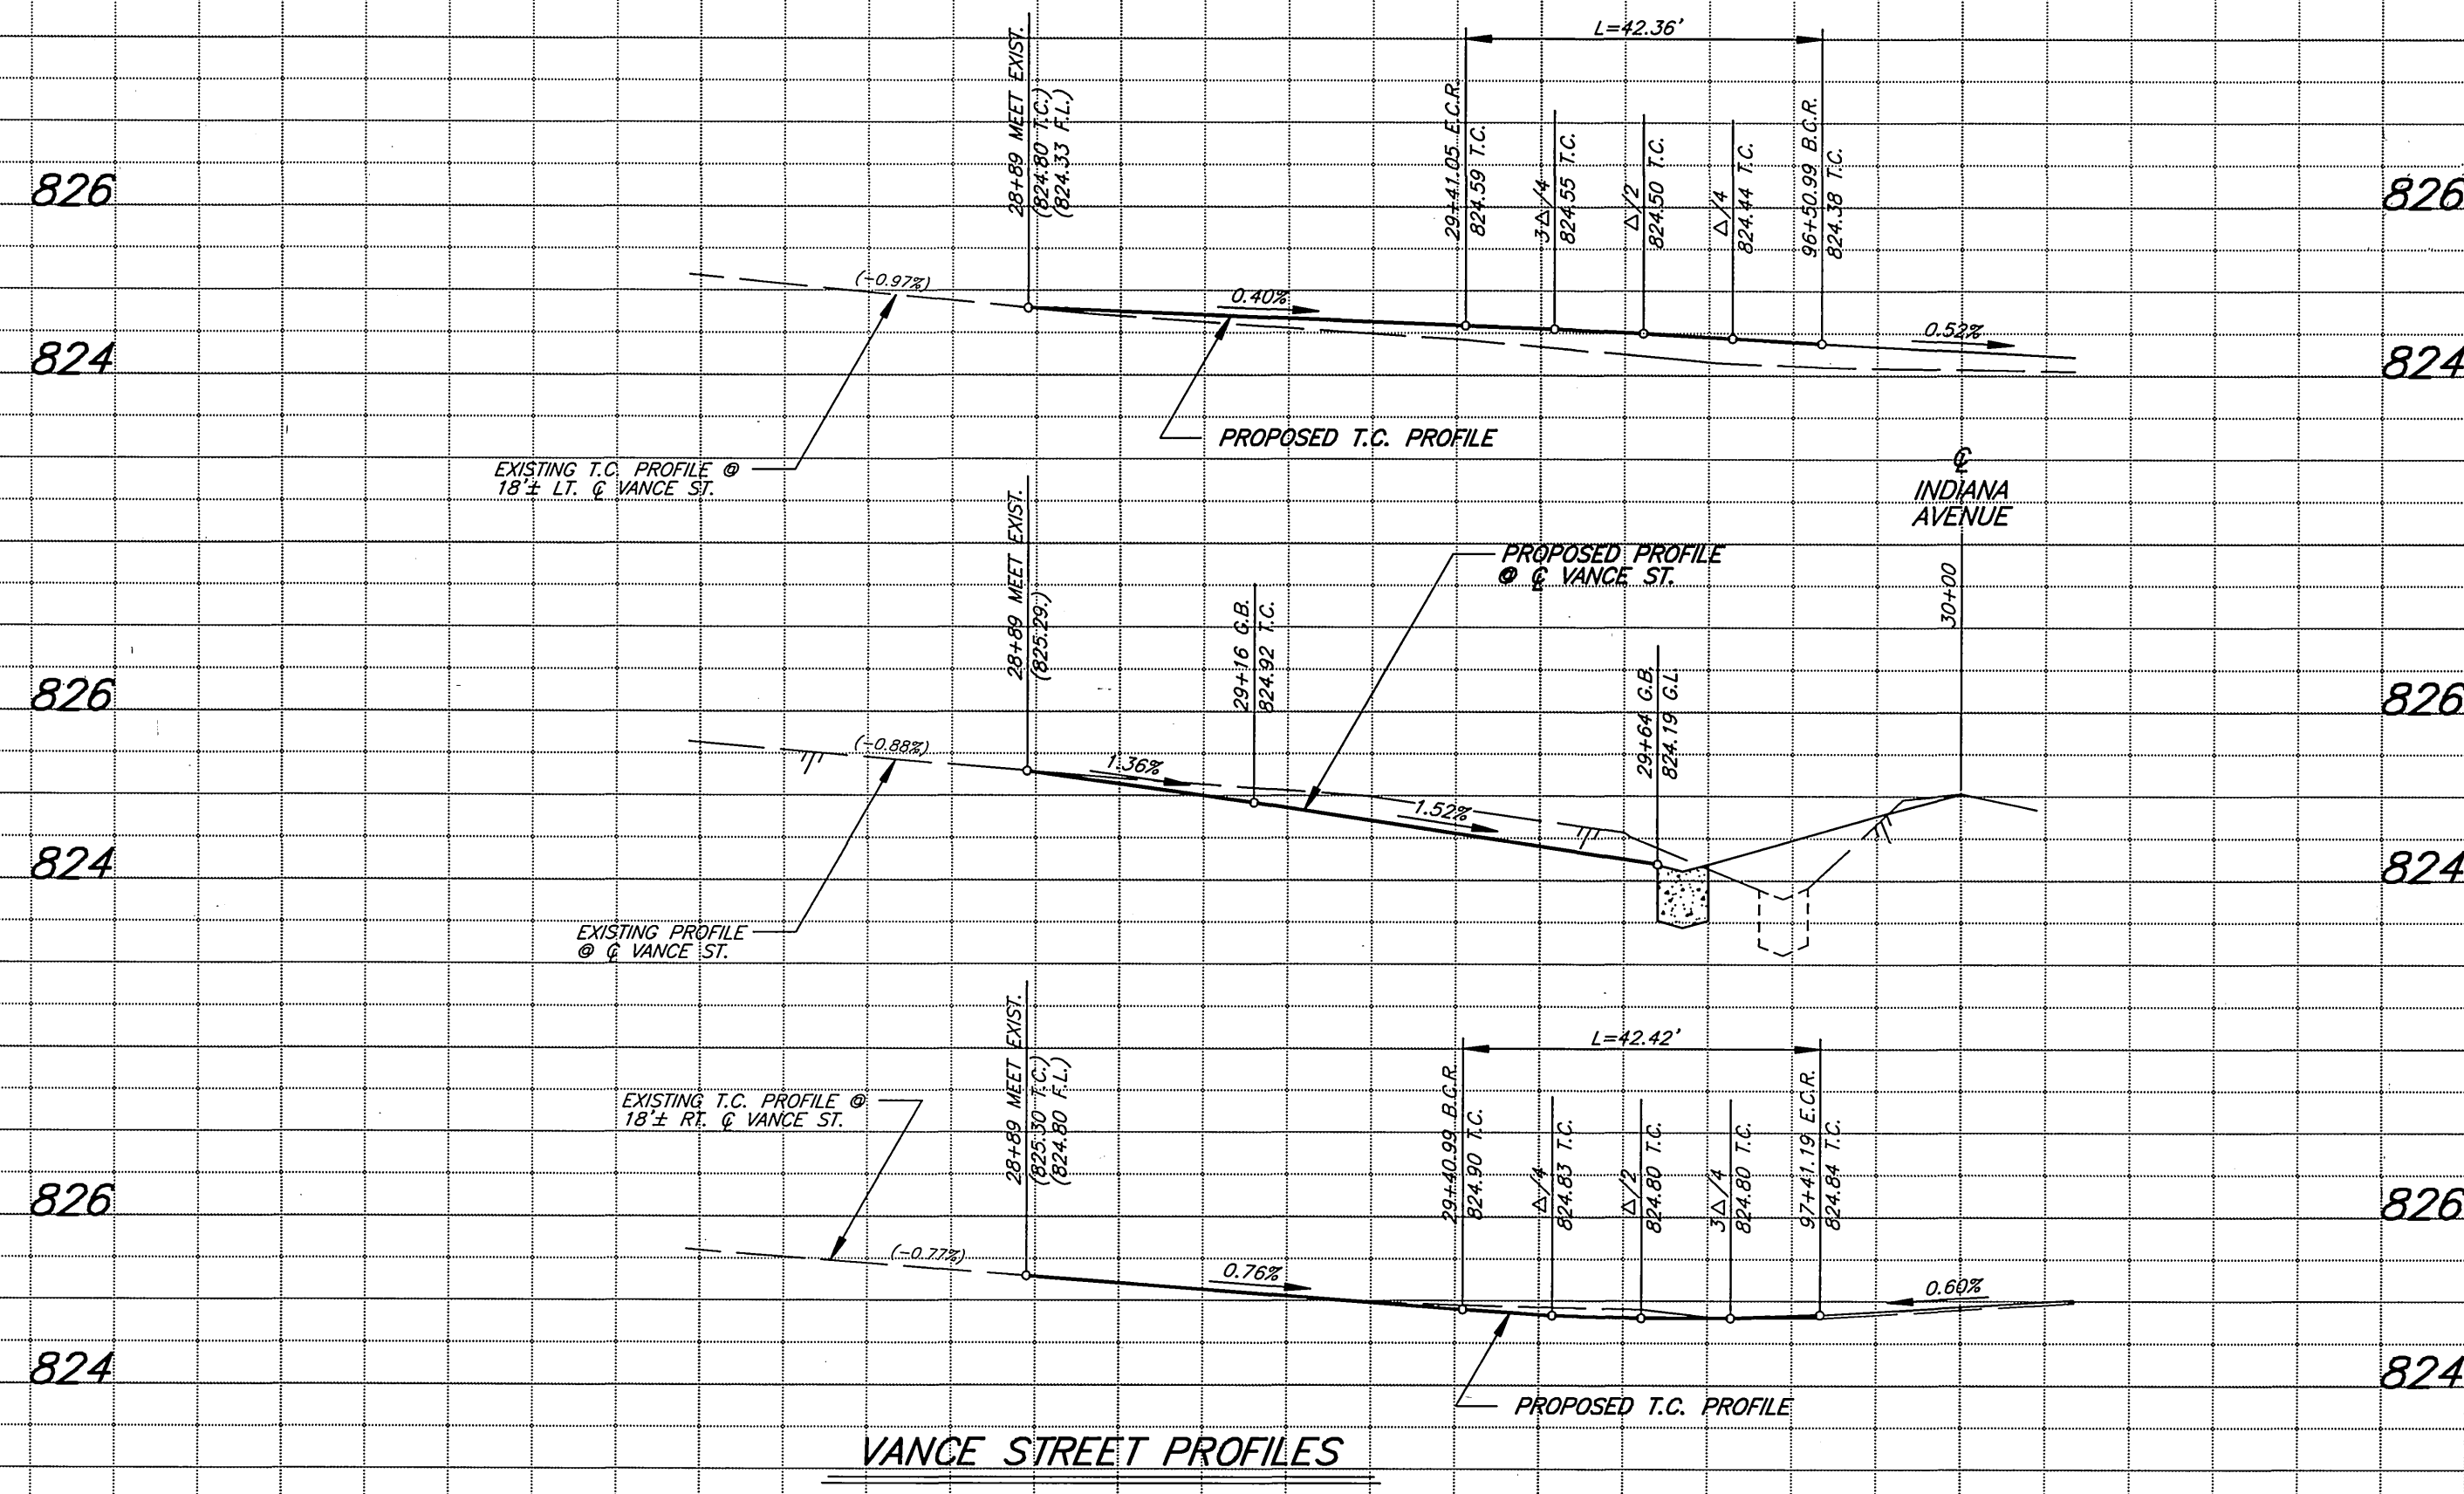 L=42.36'
28+89 MEET EXIST.
(824.80 T.C.)
(824.33 F.L.)
29+41.05 E.C.R.
824.59 T.C.
3Δ/4
824.55 T.C.
Δ/2
824.50 T.C.
Δ/4
824.44 T.C.
96+50.99 B.C.R.
824.38 T.C.
826
826
(-0.97%)
0.40%
0.52%
824
824
PROPOSED T.C. PROFILE
EXISTING T.C. PROFILE @
18'± LT. ℄ VANCE ST.
℄
INDIANA
AVENUE
30+00
28+89 MEET EXIST.
(825.29.)
PROPOSED PROFILE
@ ℄ VANCE ST.
29+16 G.B.
824.92 T.C.
29+64 G.B.
824.19 G.L.
826
826
(-0.88%)
1.36%
1.52%
824
824
EXISTING PROFILE
@ ℄ VANCE ST.
28+89 MEET EXIST.
(825.30 T.C.)
(824.80 F.L.)
L=42.42'
EXISTING T.C. PROFILE @
18'± RT. ℄ VANCE ST.
29+40.99 B.C.R.
824.90 T.C.
Δ/4
824.83 T.C.
Δ/2
824.80 T.C.
3Δ/4
824.80 T.C.
97+41.19 E.C.R.
824.84 T.C.
826
826
(-0.77%)
0.76%
0.60%
824
824
PROPOSED T.C. PROFILE
VANCE STREET PROFILES